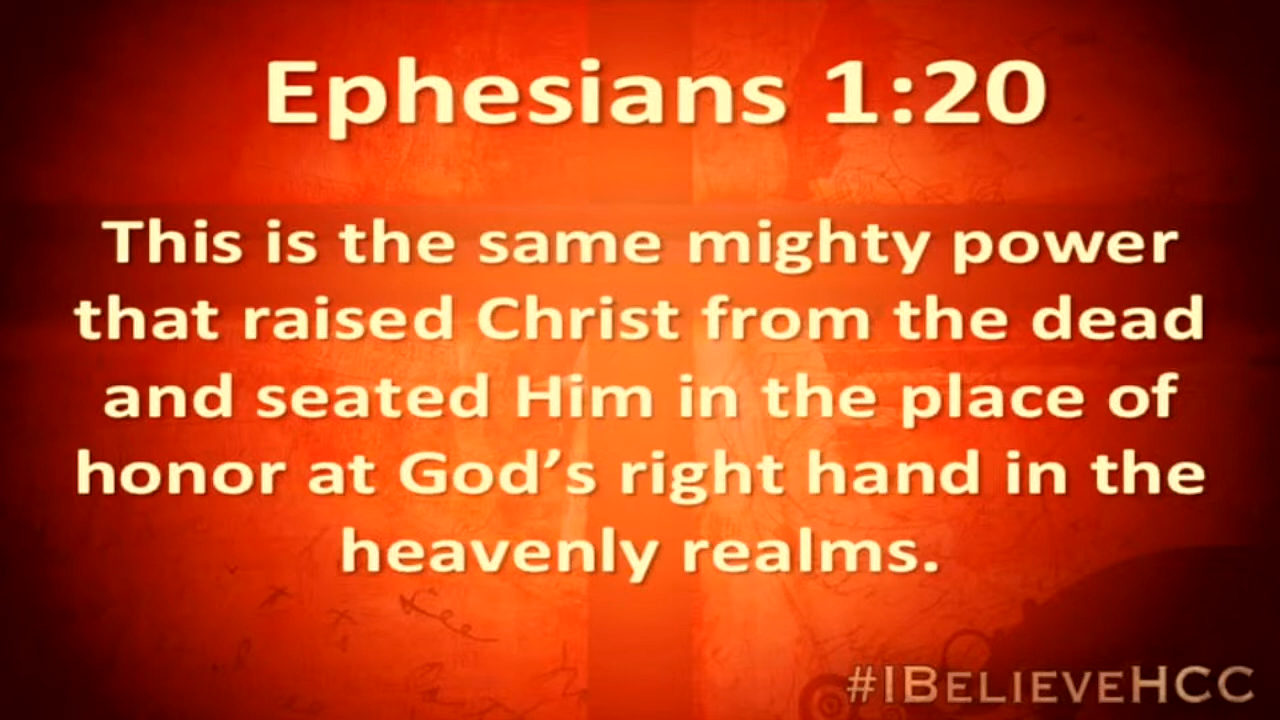 Ephesians 1:20
This is the same mighty power
that raised Christ from the dead
and seated Him in the place of
honor at God’s right hand in the
heavenly realms.
#IBELIEVEHCC